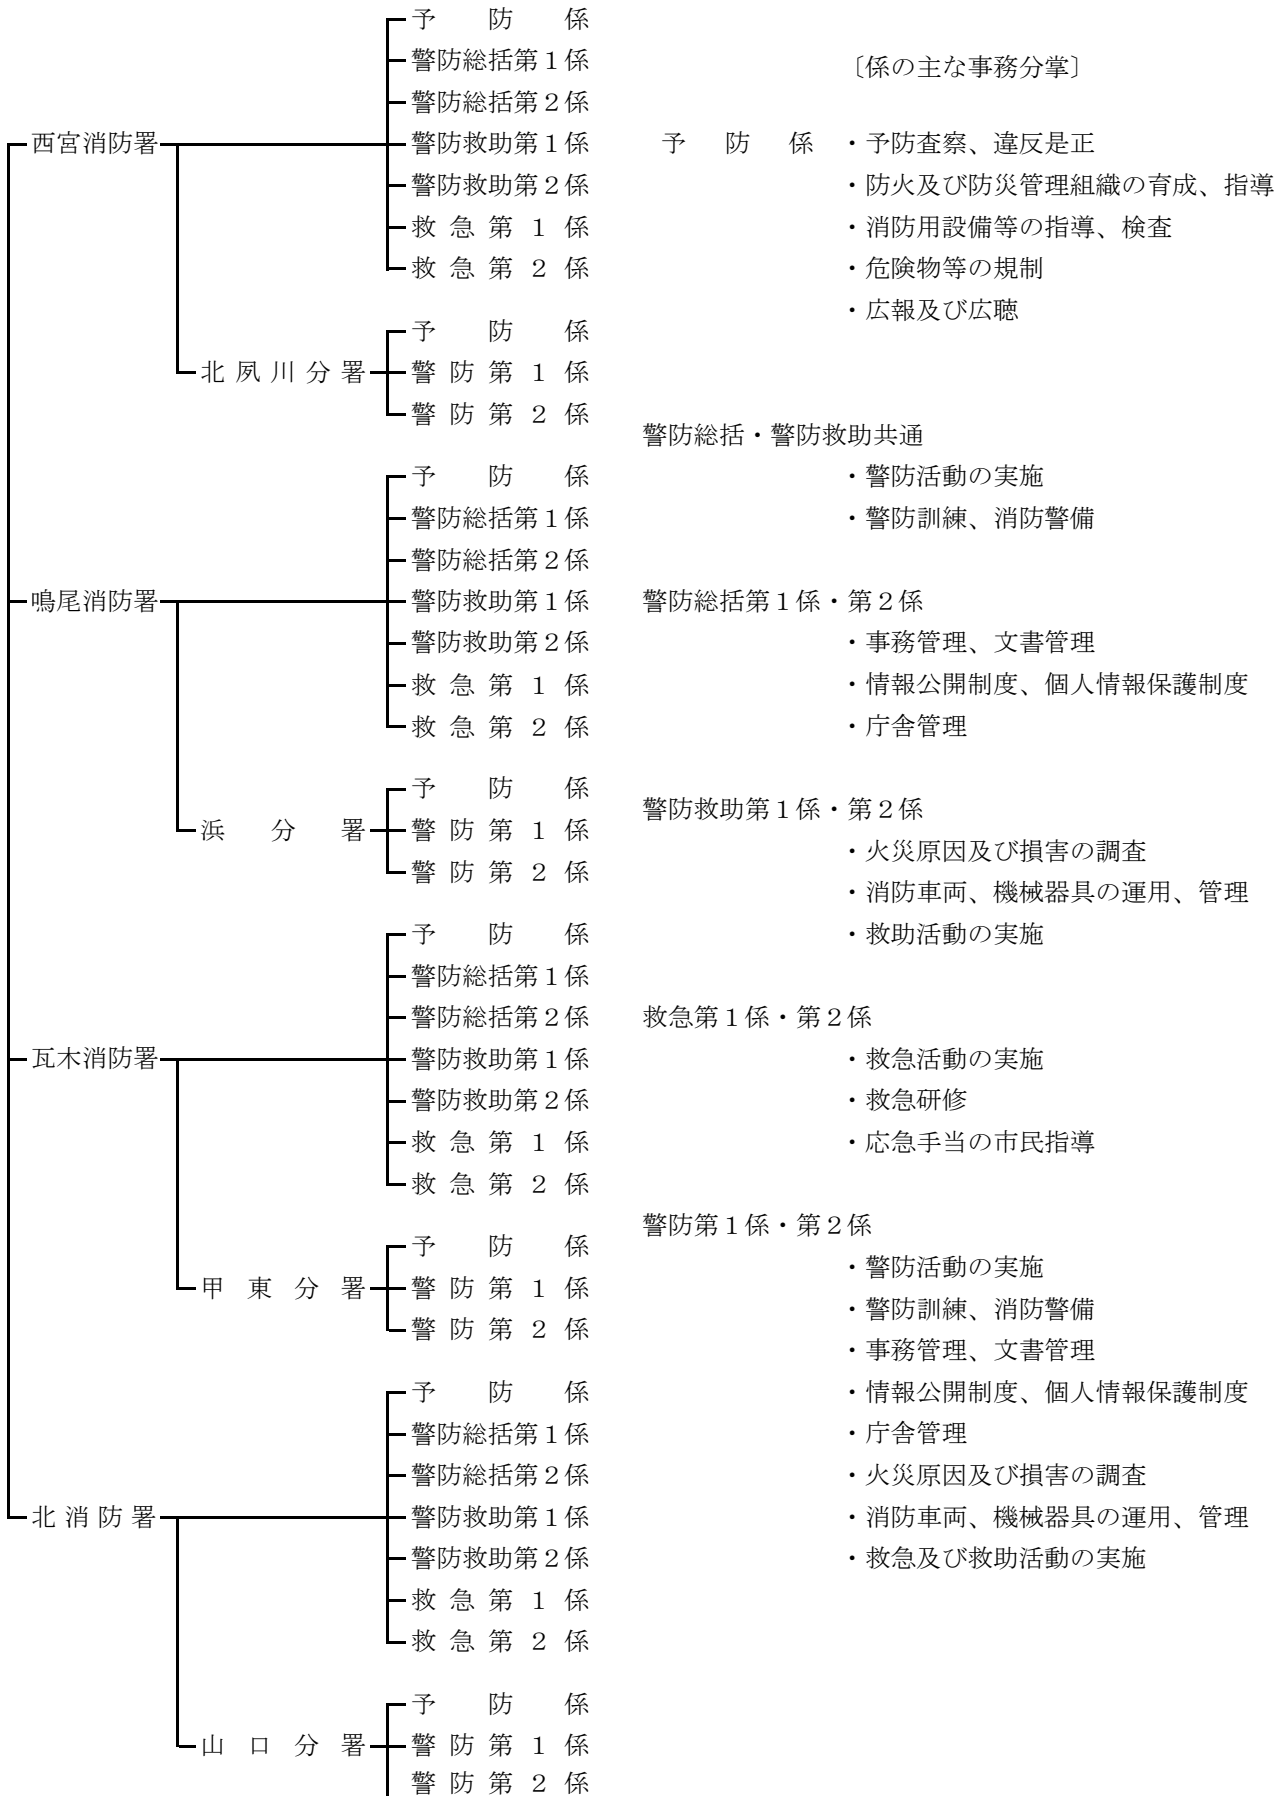 予防係
警防総括第１係
警防総括第２係
西宮消防署
警防救助第１係
警防救助第２係
救急第１係
救急第２係
予防係
北夙川分署
警防第１係
警防第２係
予防係
警防総括第１係
警防総括第２係
鳴尾消防署
警防救助第１係
警防救助第２係
救急第１係
救急第２係
予防係
浜分署
警防第１係
警防第２係
予防係
警防総括第１係
警防総括第２係
瓦木消防署
警防救助第１係
警防救助第２係
救急第１係
救急第２係
予防係
甲東分署
警防第１係
警防第２係
予防係
警防総括第１係
警防総括第２係
北消防署
警防救助第１係
警防救助第２係
救急第１係
救急第２係
予防係
山口分署
警防第１係
警防第２係
〔係の主な事務分掌〕
予防係・予防査察、違反是正
・防火及び防災管理組織の育成、指導
・消防用設備等の指導、検査
・危険物等の規制
・広報及び広聴
警防総括・警防救助共通
・警防活動の実施
・警防訓練、消防警備
警防総括第１係・第２係
・事務管理、文書管理
・情報公開制度、個人情報保護制度
・庁舎管理
警防救助第１係・第２係
・火災原因及び損害の調査
・消防車両、機械器具の運用、管理
・救助活動の実施
救急第１係・第２係
・救急活動の実施
・救急研修
・応急手当の市民指導
警防第１係・第２係
・警防活動の実施
・警防訓練、消防警備
・事務管理、文書管理
・情報公開制度、個人情報保護制度
・庁舎管理
・火災原因及び損害の調査
・消防車両、機械器具の運用、管理
・救急及び救助活動の実施